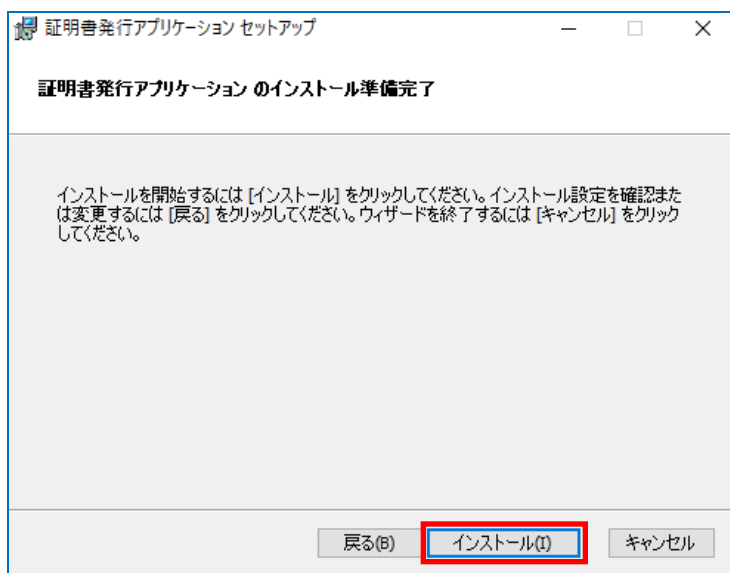 証明書発行アプリケーション セットアップ
証明書発行アプリケーション のインストール準備完了
インストールを開始するには [インストール] をクリックしてください。インストール設定を確認また
は変更するには [戻る] をクリックしてください。ウィザードを終了するには [キャンセル] をクリック
してください。
戻る(B) インストール(I) キャンセル